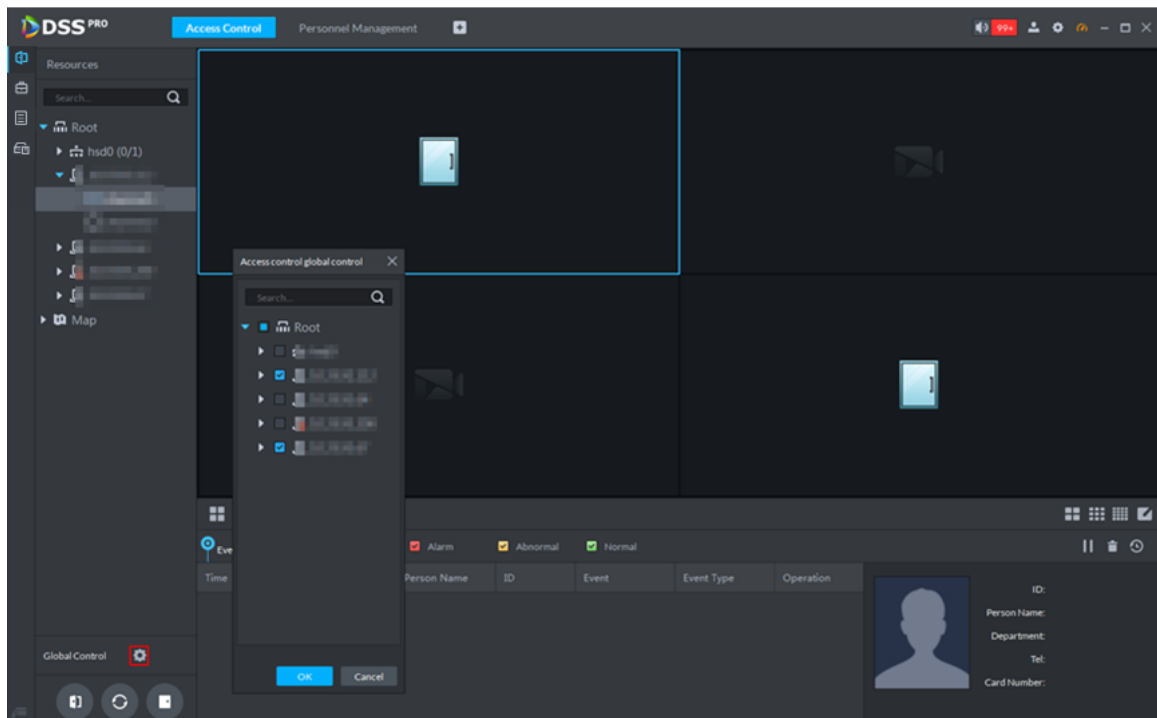 DSS PRO
Access Control
Personnel Management
99+
Resources
Search...
Root
hsd0 (0/1)
Map
Access control global control
Search...
Root
OK
Cancel
Alarm
Abnormal
Normal
Time
Person Name
ID
Event
Event Type
Operation
ID:
Person Name:
Department:
Tel:
Card Number:
Global Control